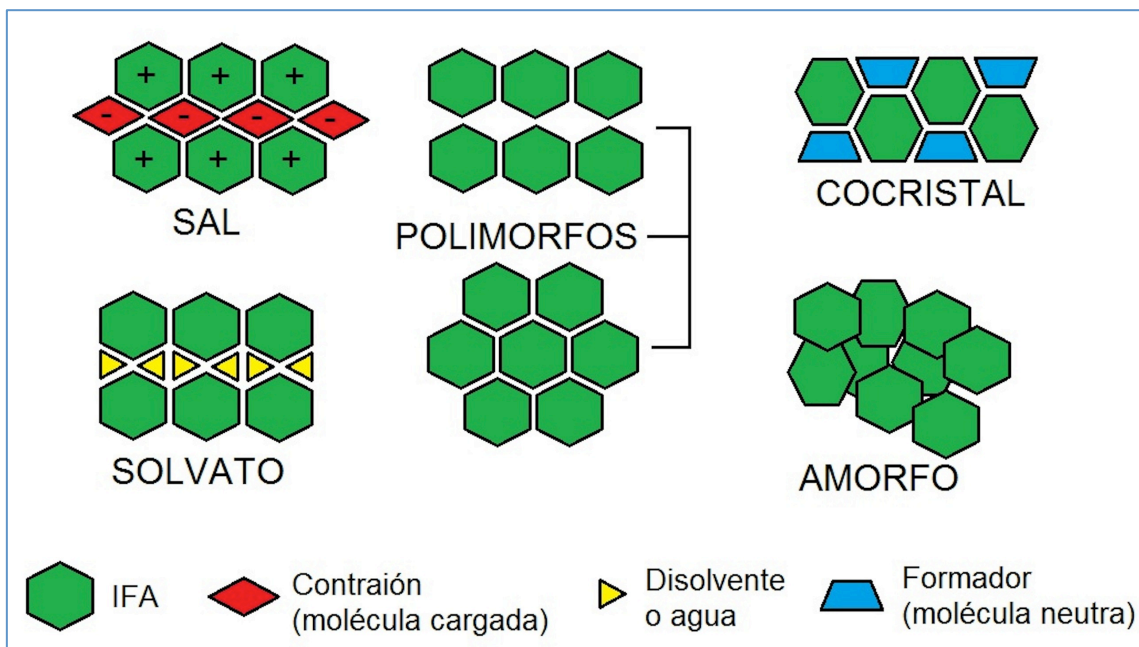 + + +
- - - -
+ + +
SAL
POLIMORFOS
COCRISTAL
SOLVATO
AMORFO
IFA
Contraión
(molécula cargada)
Disolvente
o agua
Formador
(molécula neutra)